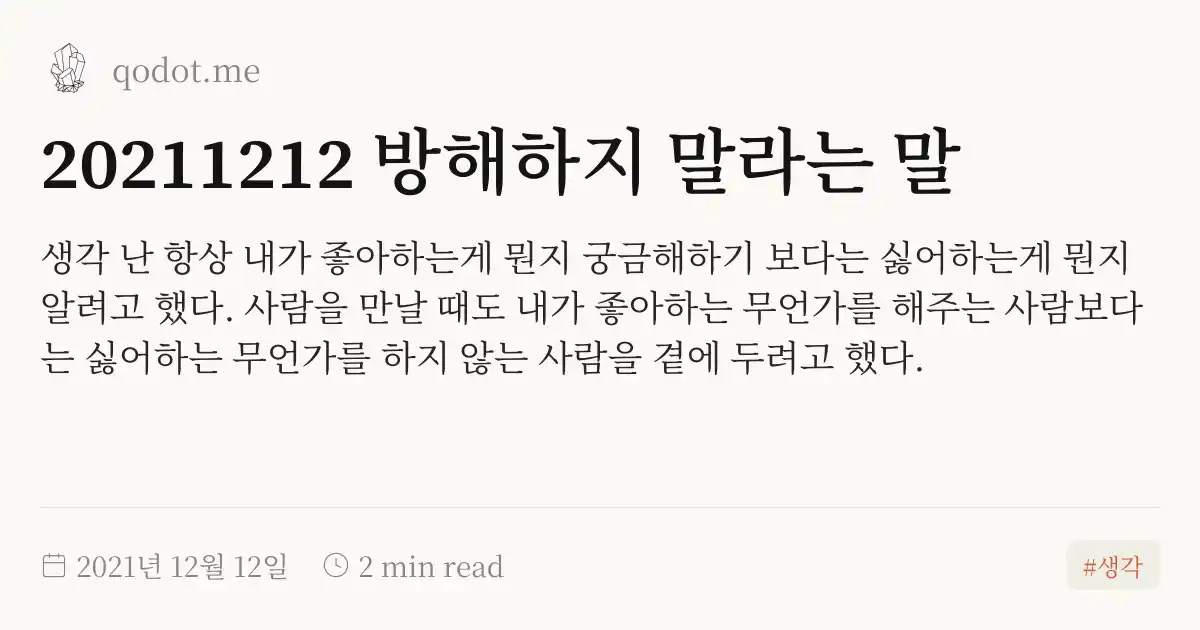 qodot.me
20211212 방해하지 말라는 말
생각 난 항상 내가 좋아하는게 뭔지 궁금해하기 보다는 싫어하는게 뭔지
알려고 했다. 사람을 만날 때도 내가 좋아하는 무언가를 해주는 사람보다
는 싫어하는 무언가를 하지 않는 사람을 곁에 두려고 했다.
2021년 12월 12일 2 min read #생각